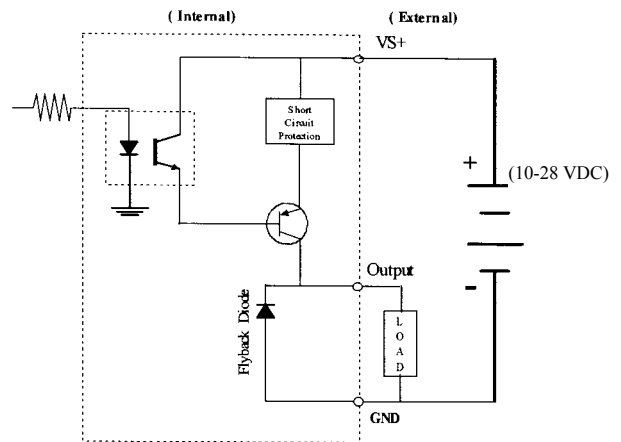 ( Internal)
( External)
VS+
Short
Circuit
Protection
+
(10-28 VDC)
Output
-
Flyback Diode
L
O
A
D
GND